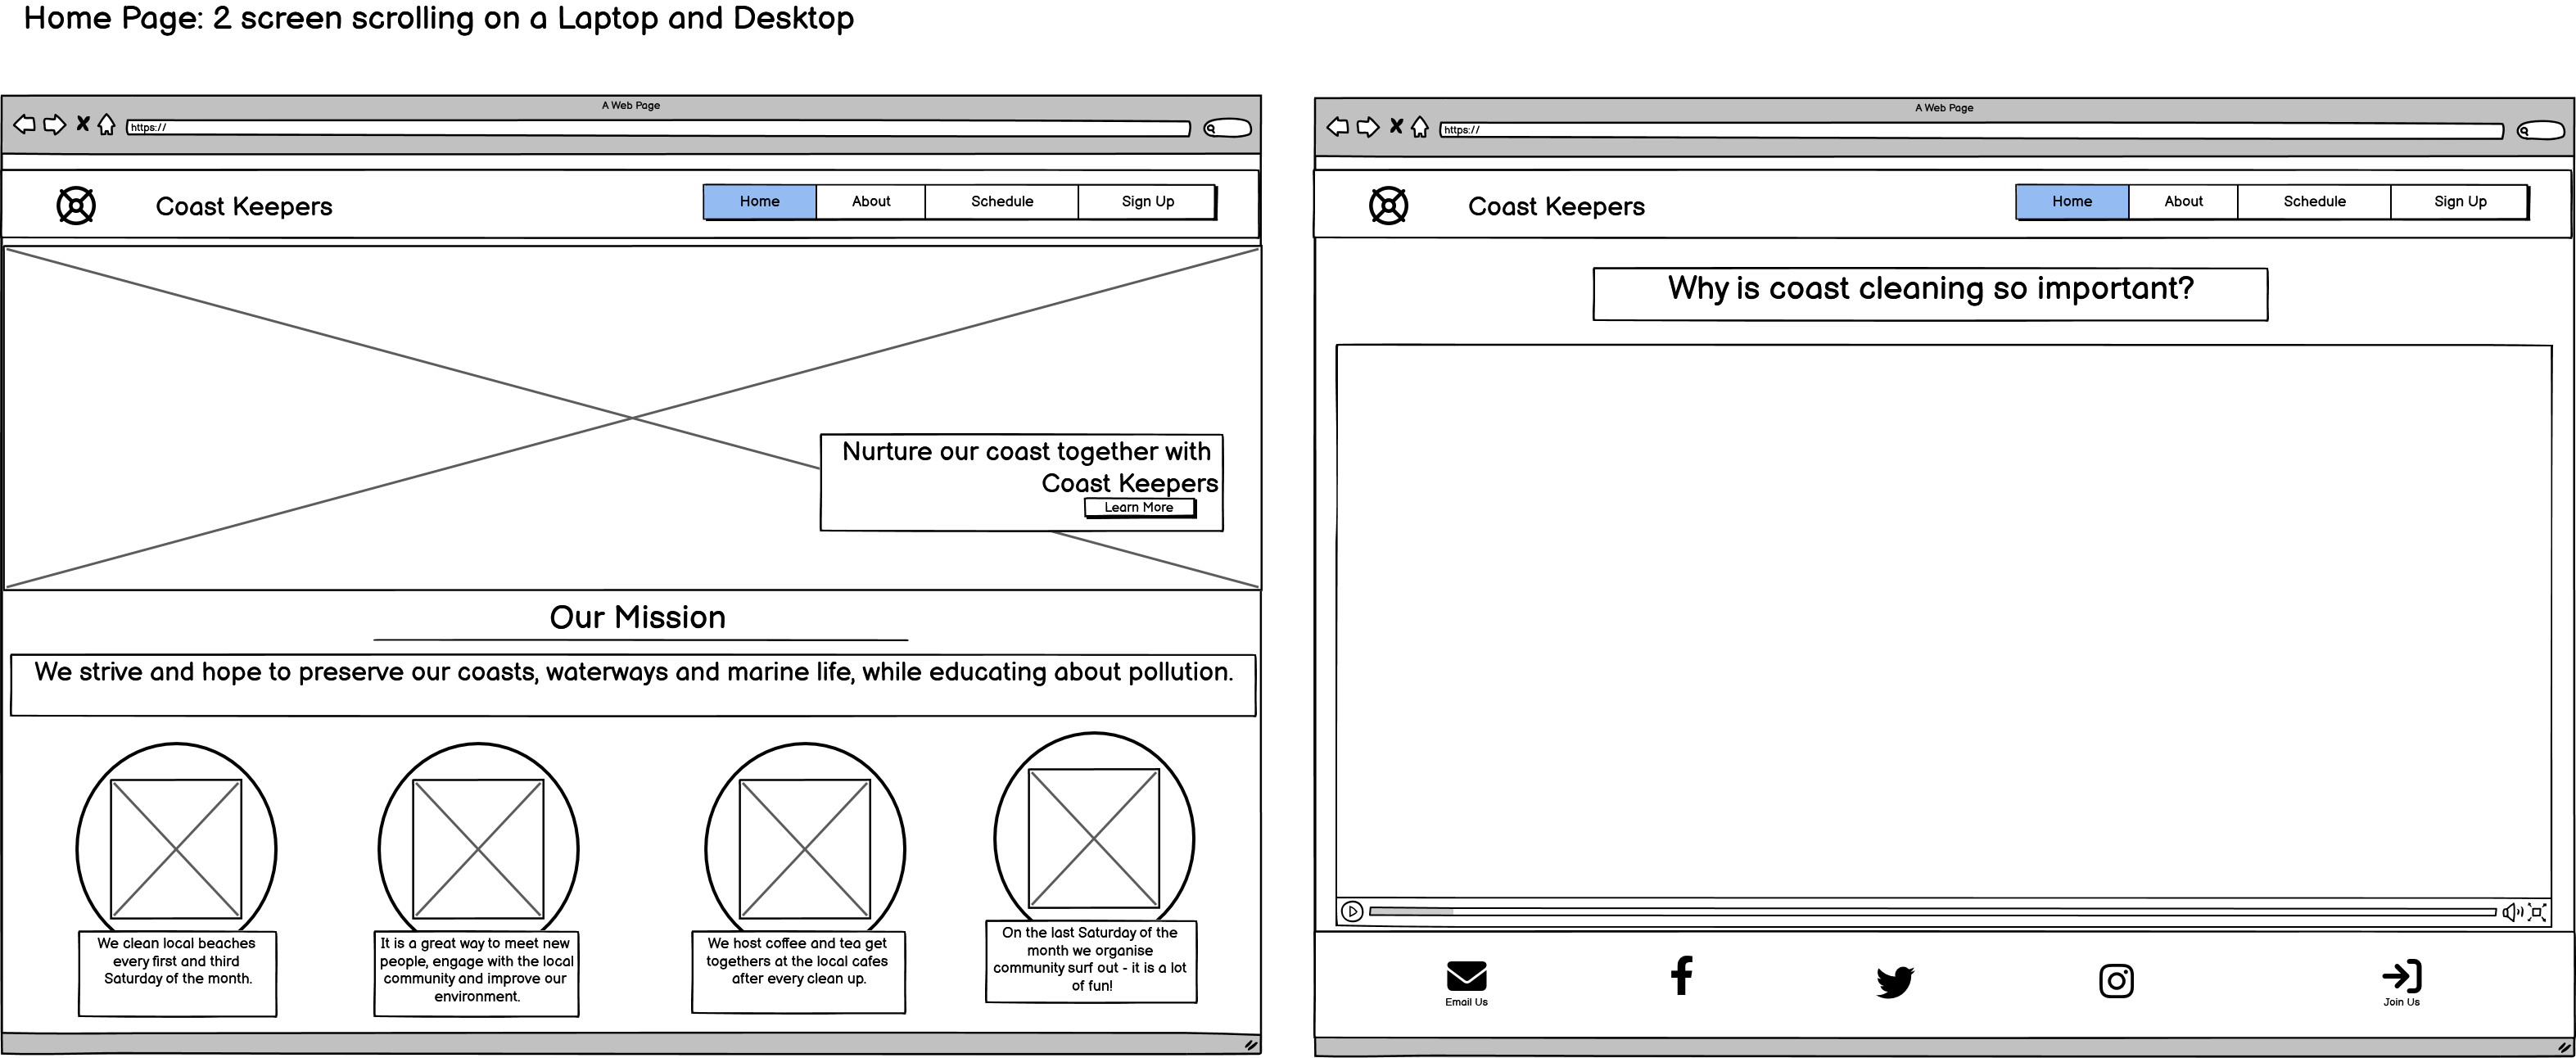 Home Page: 2 screen scrolling on a Laptop and Desktop
A Web Page
https://
Coast Keepers
Home
About
Schedule
Sign Up
Nurture our coast together with
Coast Keepers
Learn More
Our Mission
We strive and hope to preserve our coasts, waterways and marine life, while educating about pollution.
We clean local beaches
every first and third
Saturday of the month.
It is a great way to meet new
people, engage with the local
community and improve our
environment.
We host coffee and tea get
togethers at the local cafes
after every clean up.
On the last Saturday of the
month we organise
community surf out - it is a lot
of fun!
A Web Page
https://
Coast Keepers
Home
About
Schedule
Sign Up
Why is coast cleaning so important?
Email Us
Join Us